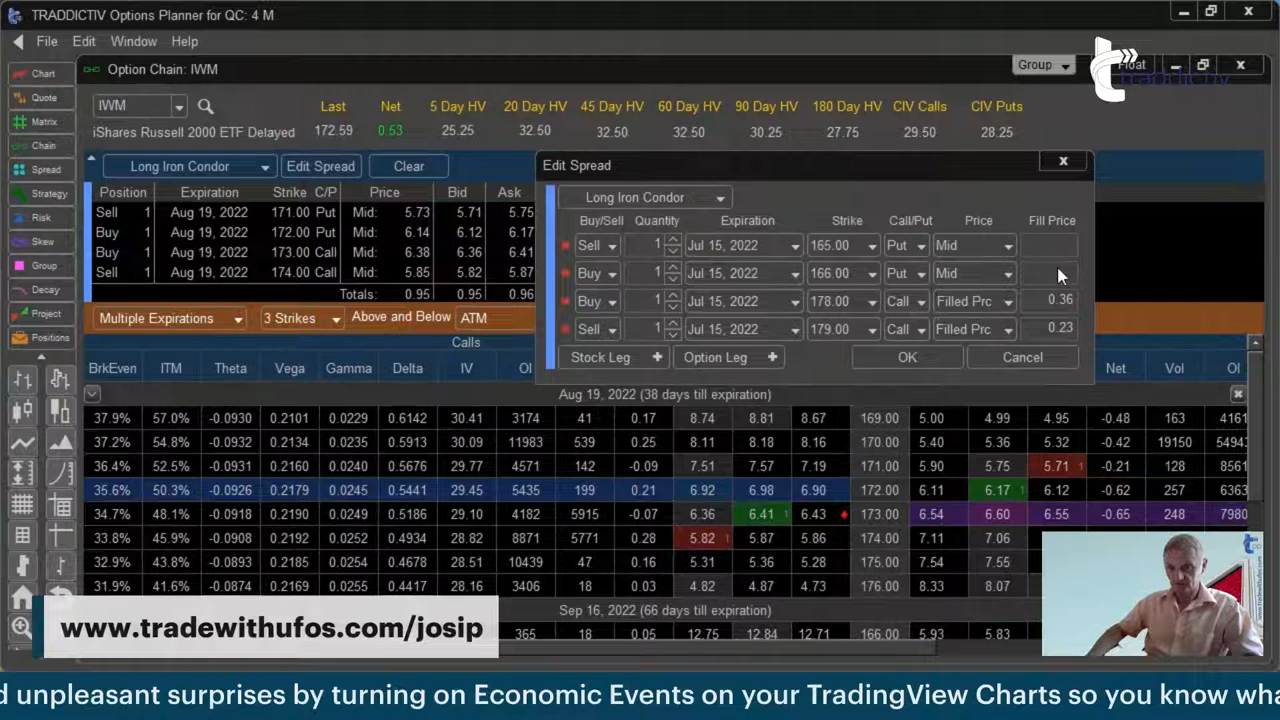 TRADDICTIV Options Planner for QC: 4 M
File Edit Window Help
Option Chain: IWM
Group
Float
traddictiv
Chart
Quote
Matrix
Chain
Spread
Strategy
Risk
Skew
Group
Decay
Project
Positions
IWM
Last Net 5 Day HV 20 Day HV 45 Day HV 60 Day HV 90 Day HV 180 Day HV CIV Calls CIV Puts
iShares Russell 2000 ETF Delayed 172.59 0.53 25.25 32.50 32.50 32.50 30.25 27.75 29.50 28.25
Long Iron Condor Edit Spread Clear
Position Expiration Strike C/P Price Bid Ask
Sell 1 Aug 19, 2022 171.00 Put Mid: 5.73 5.71 5.75
Buy 1 Aug 19, 2022 172.00 Put Mid: 6.14 6.12 6.17
Buy 1 Aug 19, 2022 173.00 Call Mid: 6.38 6.36 6.41
Sell 1 Aug 19, 2022 174.00 Call Mid: 5.85 5.82 5.87
Totals: 0.95 0.95 0.96
Multiple Expirations 3 Strikes Above and Below ATM
Edit Spread
Long Iron Condor
Buy/Sell Quantity Expiration Strike Call/Put Price Fill Price
Sell 1 Jul 15, 2022 165.00 Put Mid
Buy 1 Jul 15, 2022 166.00 Put Mid
Buy 1 Jul 15, 2022 178.00 Call Filled Prc 0.36
Sell 1 Jul 15, 2022 179.00 Call Filled Prc 0.23
Stock Leg + Option Leg + OK Cancel
Calls
BrkEven ITM Theta Vega Gamma Delta IV OI Net Vol OI
Aug 19, 2022 (38 days till expiration)
37.9% 57.0% -0.0930 0.2101 0.0229 0.6142 30.41 3174 41 0.17 8.74 8.81 8.67 169.00 5.00 4.99 4.95 -0.48 163 4161
37.2% 54.8% -0.0932 0.2134 0.0235 0.5913 30.09 11983 539 0.25 8.11 8.18 8.16 170.00 5.40 5.36 5.32 -0.42 19150 54943
36.4% 52.5% -0.0931 0.2160 0.0240 0.5676 29.77 4571 142 -0.09 7.51 7.57 7.19 171.00 5.90 5.75 5.71 -0.21 128 8561
35.6% 50.3% -0.0926 0.2179 0.0245 0.5441 29.45 5435 199 0.21 6.92 6.98 6.90 172.00 6.11 6.17 6.12 -0.62 257 6363
34.7% 48.1% -0.0918 0.2190 0.0249 0.5186 29.10 4182 5915 -0.07 6.36 6.41 6.43 173.00 6.54 6.60 6.55 -0.65 248 7980
33.8% 45.9% -0.0908 0.2192 0.0252 0.4934 28.82 8871 5771 0.28 5.82 5.87 5.86 174.00 7.11 7.06
32.9% 43.8% -0.0893 0.2185 0.0254 0.4678 28.51 10439 47 0.16 5.31 5.36 5.28 175.00 7.54 7.55
31.9% 41.6% -0.0874 0.2169 0.0255 0.4417 28.16 3406 18 0.03 4.82 4.87 4.73 176.00 8.33 8.07
Sep 16, 2022 (66 days till expiration)
365 18 0.05 12.75 12.84 12.71 166.00 5.93 5.83
www.tradewithufos.com/josip
d unpleasant surprises by turning on Economic Events on your TradingView Charts so you know wha